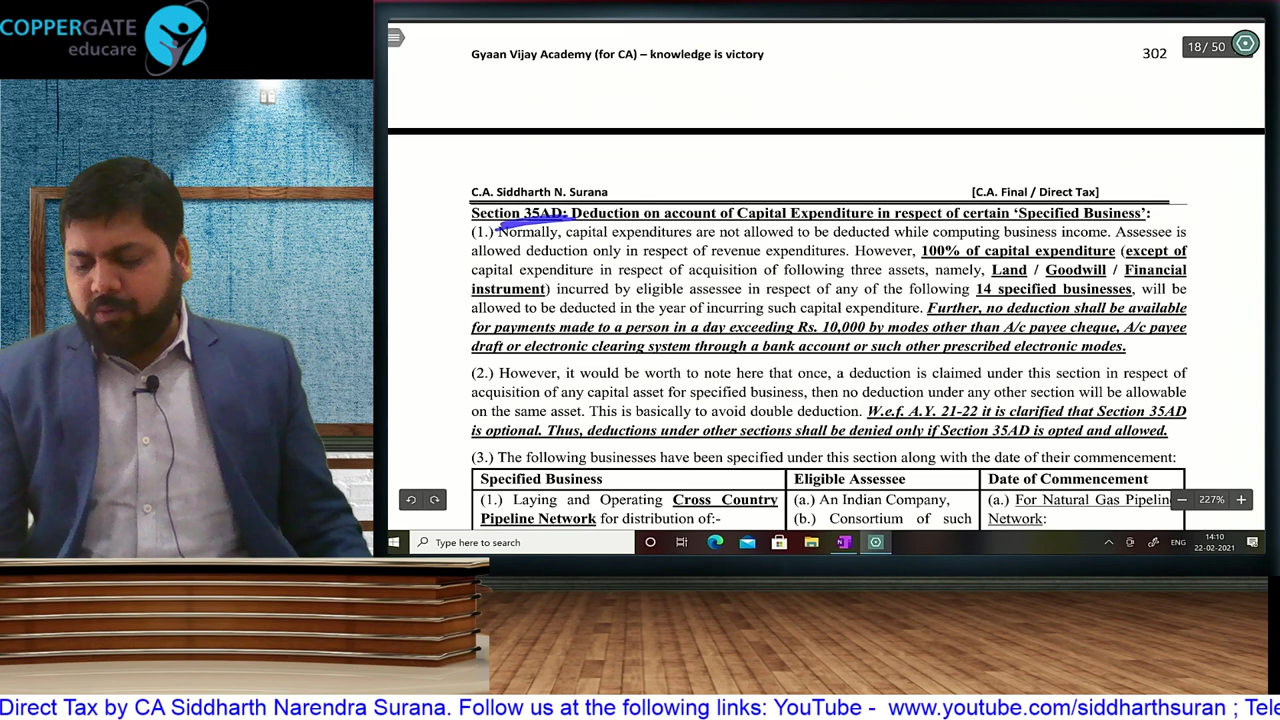 COPPERGATE
educare
Gyaan Vijay Academy (for CA) – knowledge is victory
302
18 / 50
C.A. Siddharth N. Surana
[C.A. Final / Direct Tax]
Section 35AD: Deduction on account of Capital Expenditure in respect of certain ‘Specified Business’:
(1.) Normally, capital expenditures are not allowed to be deducted while computing business income. Assessee is
allowed deduction only in respect of revenue expenditures. However, 100% of capital expenditure (except of
capital expenditure in respect of acquisition of following three assets, namely, Land / Goodwill / Financial
instrument) incurred by eligible assessee in respect of any of the following 14 specified businesses, will be
allowed to be deducted in the year of incurring such capital expenditure. Further, no deduction shall be available
for payments made to a person in a day exceeding Rs. 10,000 by modes other than A/c payee cheque, A/c payee
draft or electronic clearing system through a bank account or such other prescribed electronic modes.
(2.) However, it would be worth to note here that once, a deduction is claimed under this section in respect of
acquisition of any capital asset for specified business, then no deduction under any other section will be allowable
on the same asset. This is basically to avoid double deduction. W.e.f. A.Y. 21-22 it is clarified that Section 35AD
is optional. Thus, deductions under other sections shall be denied only if Section 35AD is opted and allowed.
(3.) The following businesses have been specified under this section along with the date of their commencement:
Specified Business
Eligible Assessee
Date of Commencement
(1.) Laying and Operating Cross Country
Pipeline Network for distribution of:-
(a.) An Indian Company,
(b.) Consortium of such
(a.) For Natural Gas Pipelin
Network:
227%
Type here to search
ENG
14:10
22-02-2021
Direct Tax by CA Siddharth Narendra Surana. Follow us at the following links: YouTube - www.youtube.com/siddharthsuran ; Tele